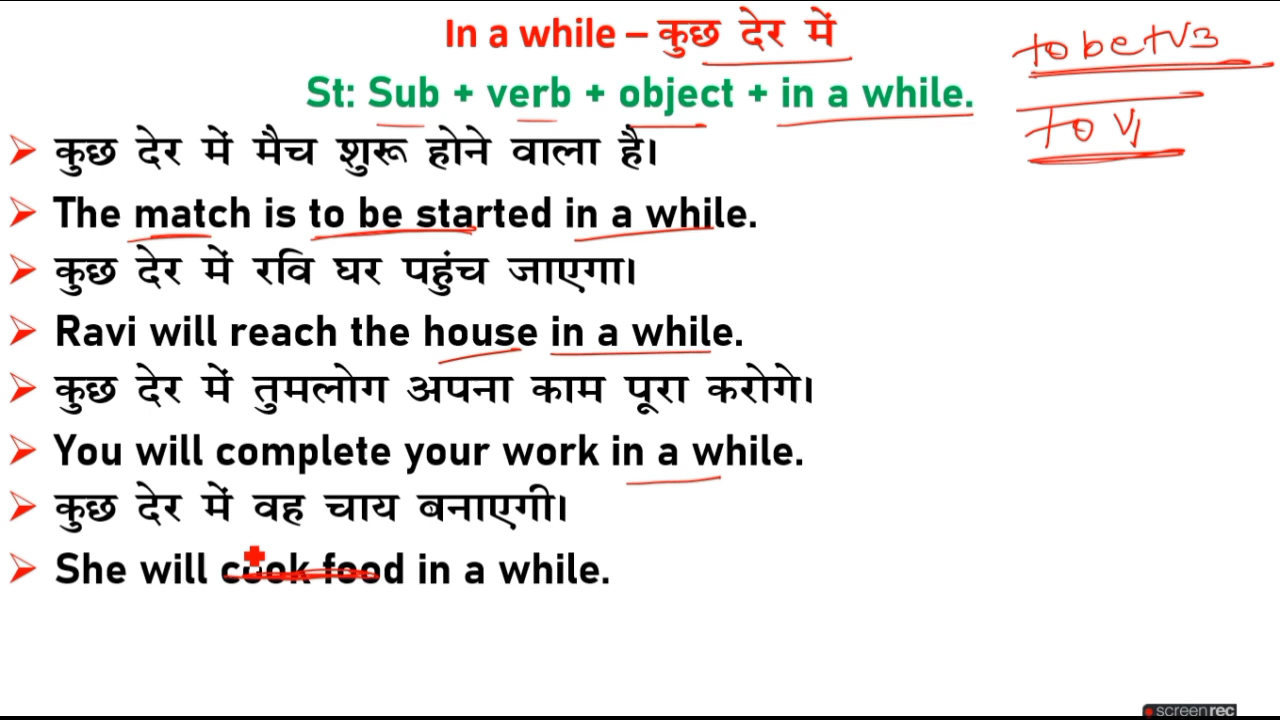 In a while – कुछ देर में
to be+V3
St: Sub + verb + object + in a while.
to V1
कुछ देर में मैच शुरू होने वाला है।
The match is to be started in a while.
कुछ देर में रवि घर पहुंच जाएगा।
Ravi will reach the house in a while.
कुछ देर में तुमलोग अपना काम पूरा करोगे।
You will complete your work in a while.
कुछ देर में वह चाय बनाएगी।
She will cook food in a while.
screenrec